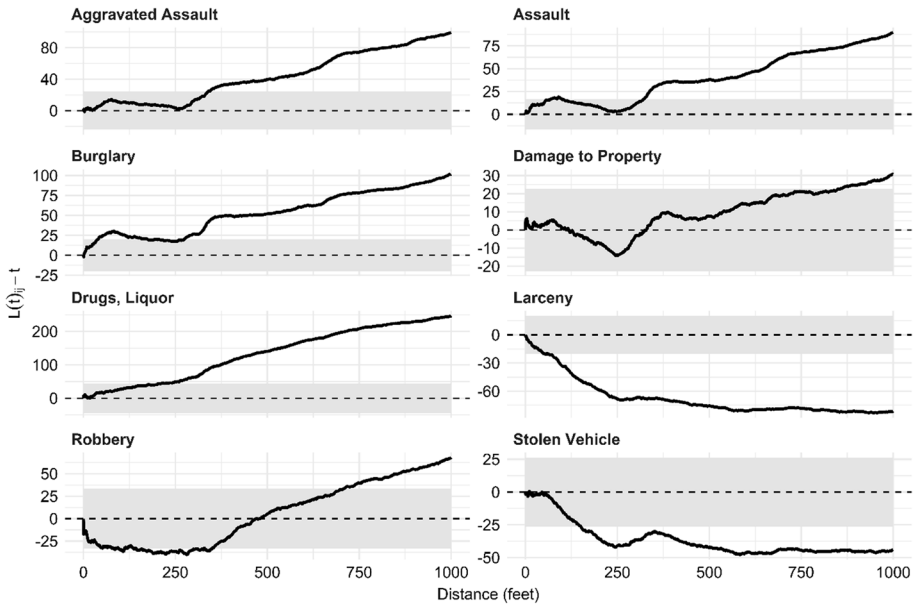 Aggravated Assault
80
40
0
Assault
75
50
25
0
Burglary
100
75
50
25
0
-25
Damage to Property
30
20
10
0
-10
-20
Drugs, Liquor
200
100
0
Larceny
0
-30
-60
Robbery
50
25
0
-25
0 250 500 750 1000
Stolen Vehicle
25
0
-25
-50
0 250 500 750 1000
L(t)ij − t
Distance (feet)